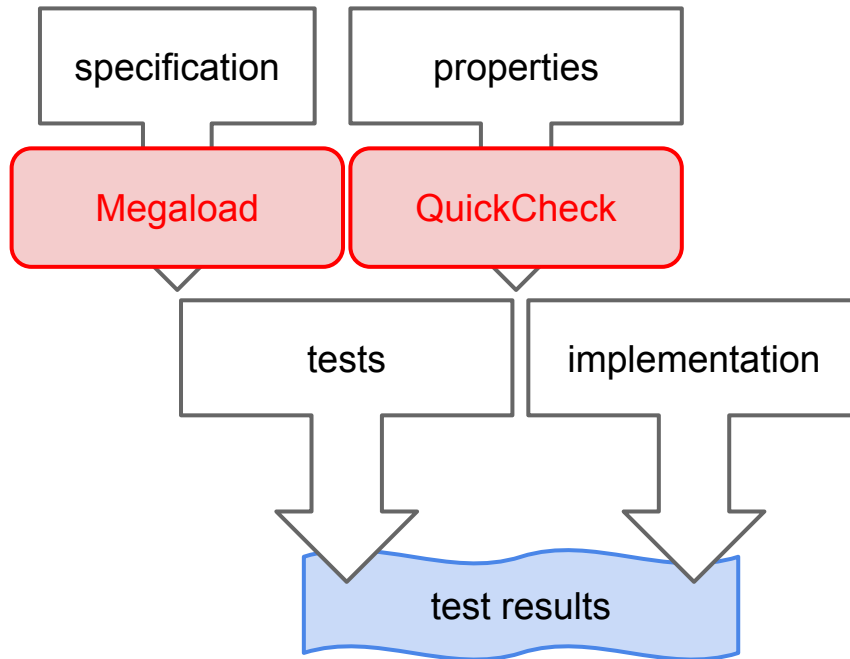 specification
properties
Megaload
QuickCheck
tests
implementation
test results